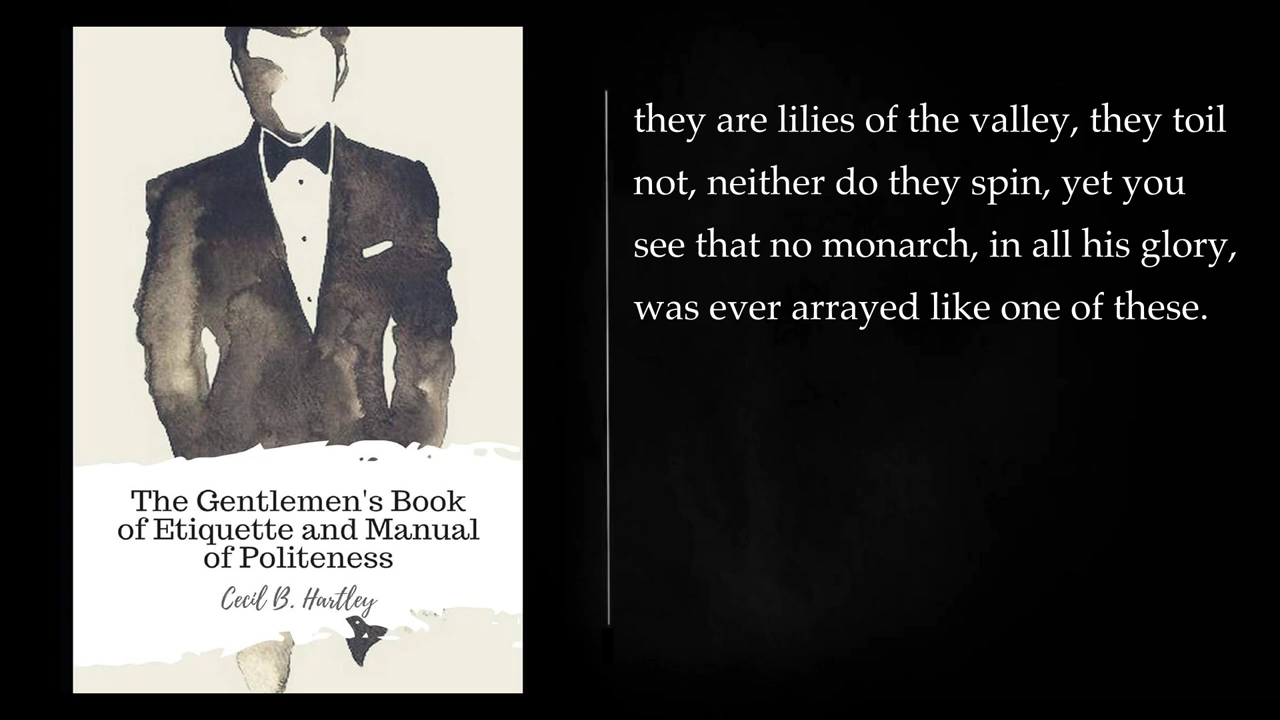 The Gentlemen's Book
of Etiquette and Manual
of Politeness
Cecil B. Hartley
they are lilies of the valley, they toil
not, neither do they spin, yet you
see that no monarch, in all his glory,
was ever arrayed like one of these.